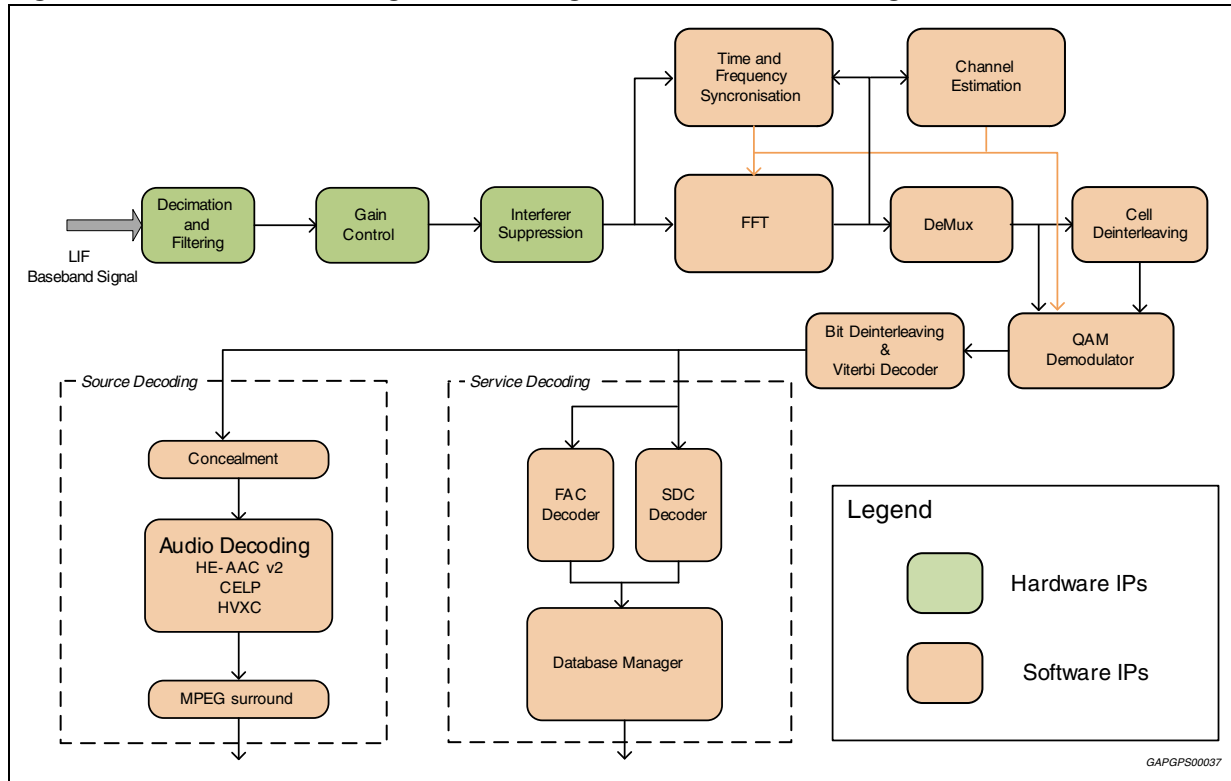 Time and
Frequency
Syncronisation
Channel
Estimation
Decimation
and
Filtering
Gain
Control
Interferer
Suppression
FFT
DeMux
Cell
Deinterleaving
LIF
Baseband Signal
Bit Deinterleaving
&
Viterbi Decoder
QAM
Demodulator
Source Decoding
Service Decoding
Concealment
FAC
Decoder
SDC
Decoder
Audio Decoding
HE-AAC v2
CELP
HVXC
Database Manager
MPEG surround
Legend
Hardware IPs
Software IPs
GAPGPS00037